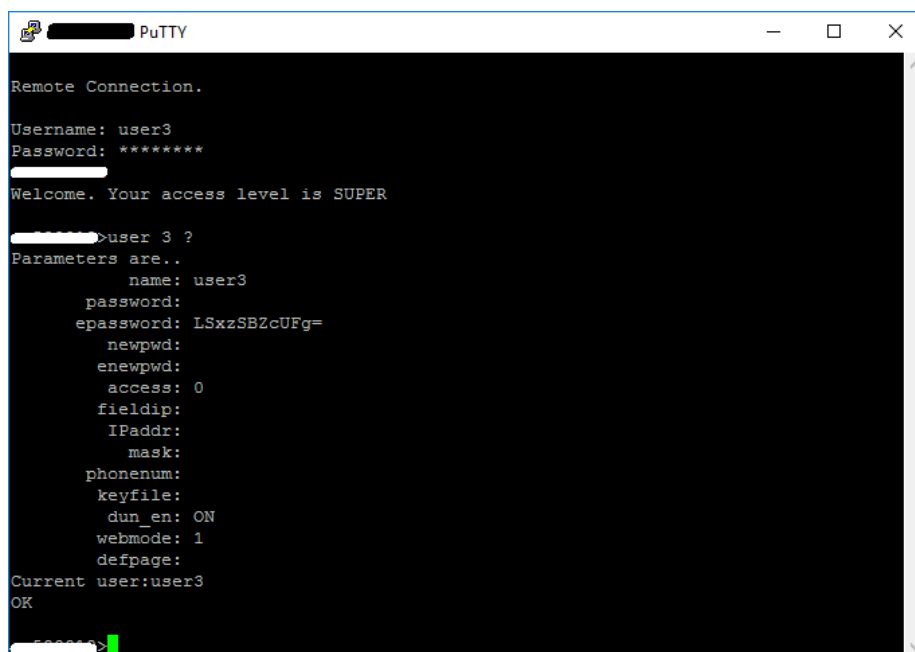 PuTTY
Remote Connection.
Username: user3
Password: ********
Welcome. Your access level is SUPER
>user 3 ?
Parameters are..
name: user3
password:
epassword: LSxzSBZcUFg=
newpwd:
enewpwd:
access: 0
fieldip:
IPaddr:
mask:
phonenum:
keyfile:
dun_en: ON
webmode: 1
defpage:
Current user:user3
OK
>